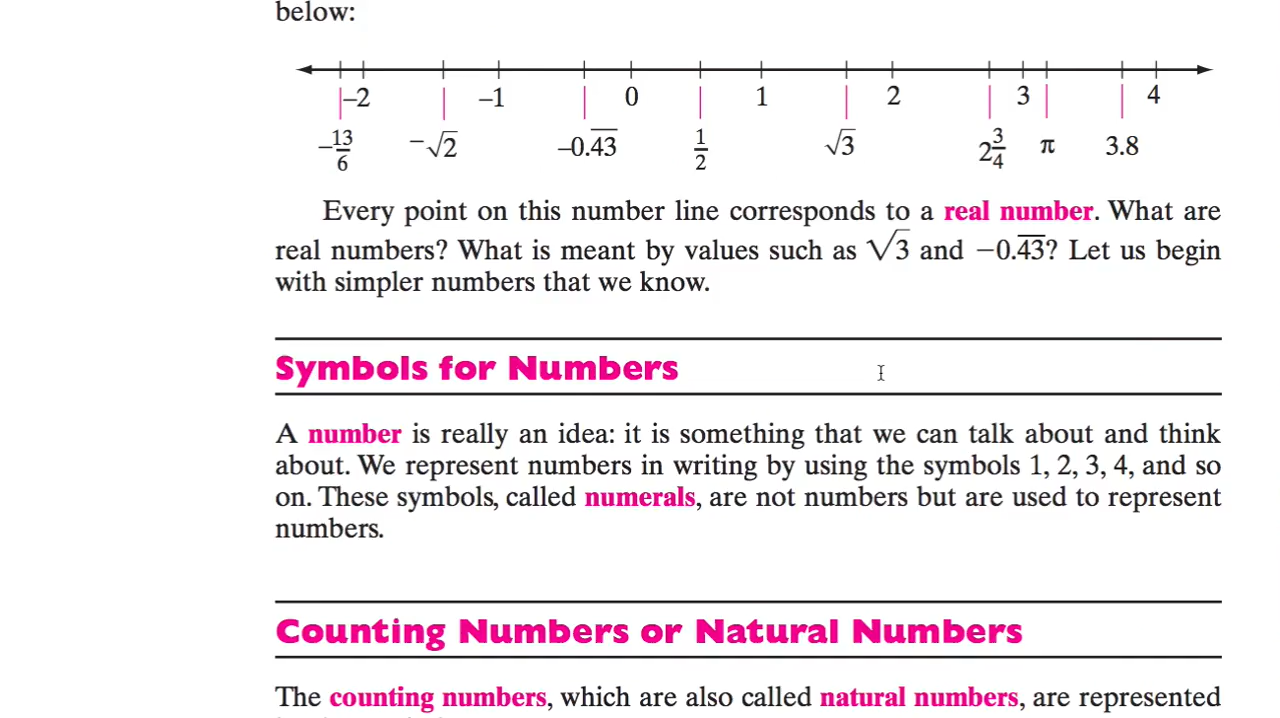 below:
–2 –1 0 1 2 3 4
–13/6 –√2 –0.4̅3̅ 1/2 √3 2 3/4 π 3.8
Every point on this number line corresponds to a real number. What are
real numbers? What is meant by values such as √3 and −0.4̅3̅? Let us begin
with simpler numbers that we know.
Symbols for Numbers
A number is really an idea: it is something that we can talk about and think
about. We represent numbers in writing by using the symbols 1, 2, 3, 4, and so
on. These symbols, called numerals, are not numbers but are used to represent
numbers.
Counting Numbers or Natural Numbers
The counting numbers, which are also called natural numbers, are represented